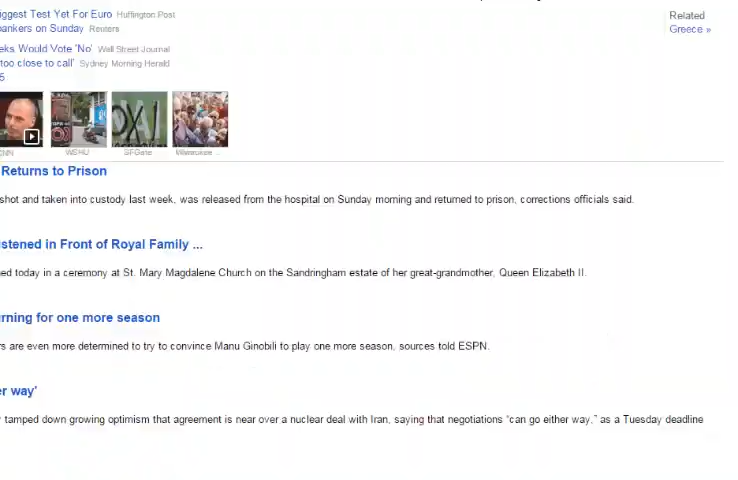 iggest Test Yet For Euro Huffington Post
Related
ankers on Sunday Reuters
Greece »
eks Would Vote 'No' Wall Street Journal
too close to call' Sydney Morning Herald
5
CNN WSHU SFGate
Returns to Prison
shot and taken into custody last week, was released from the hospital on Sunday morning and returned to prison, corrections officials said.
istened in Front of Royal Family ...
ed today in a ceremony at St. Mary Magdalene Church on the Sandringham estate of her great-grandmother, Queen Elizabeth II.
rning for one more season
rs are even more determined to try to convince Manu Ginobili to play one more season, sources told ESPN.
er way'
tamped down growing optimism that agreement is near over a nuclear deal with Iran, saying that negotiations “can go either way,” as a Tuesday deadline